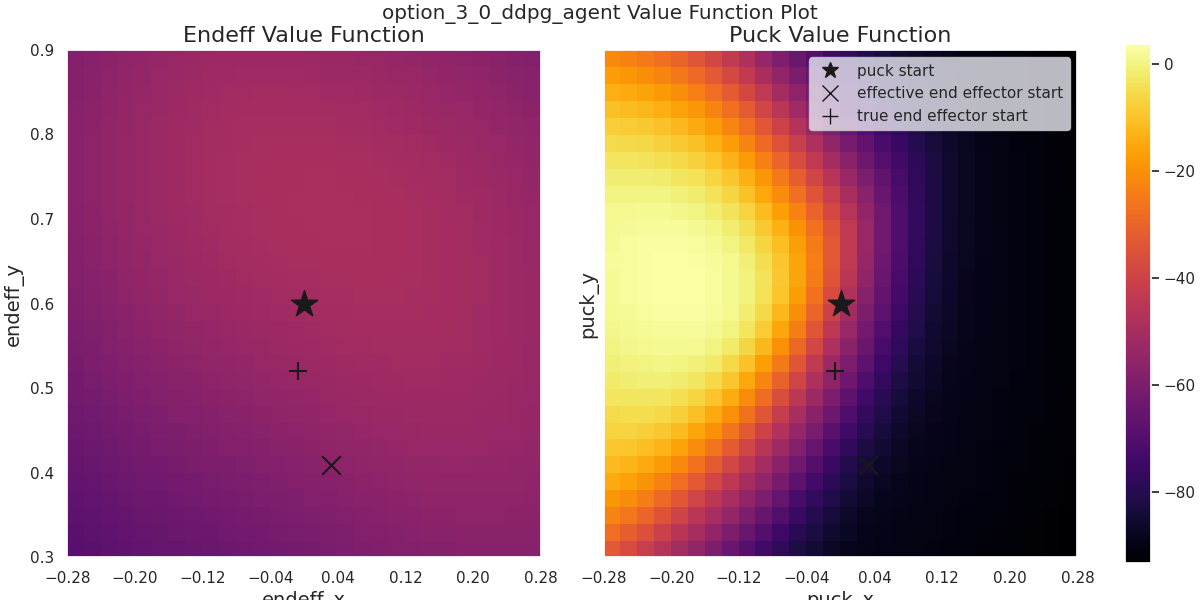 option_3_0_ddpg_agent Value Function Plot
Endeff Value Function
Puck Value Function
0.9
0.8
0.7
0.6
0.5
0.4
0.3
endeff_y
−0.28 −0.20 −0.12 −0.04 0.04 0.12 0.20 0.28
endeff_x
puck start
effective end effector start
true end effector start
puck_y
−0.28 −0.20 −0.12 −0.04 0.04 0.12 0.20 0.28
puck_x
0
−20
−40
−60
−80